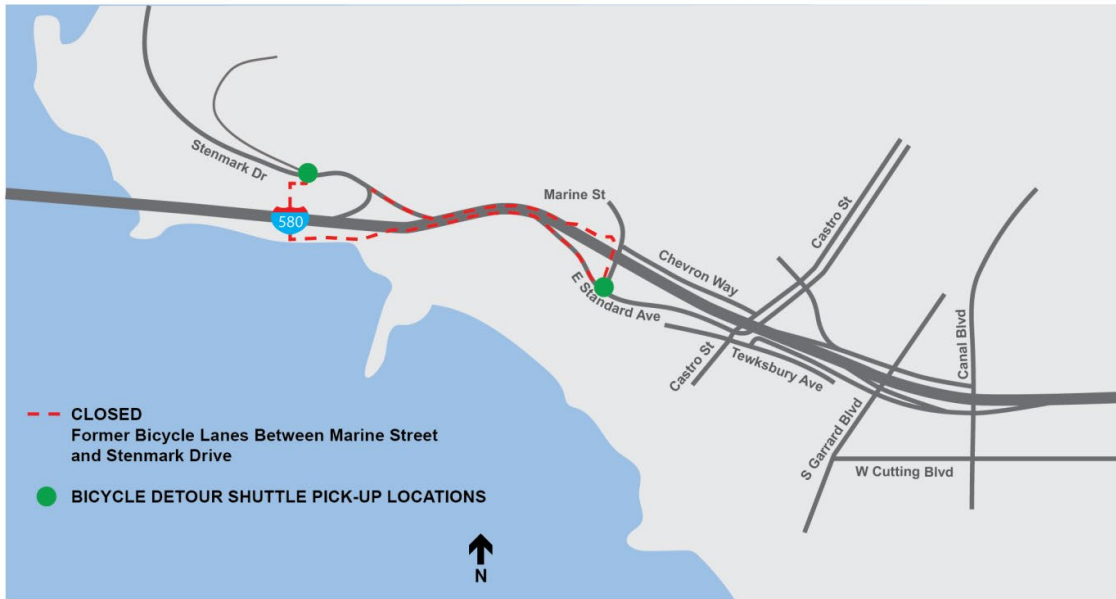 Stenmark Dr
580
Marine St
Chevron Way
E Standard Ave
Castro St
Castro St
Tewksbury Ave
Canal Blvd
S Garrard Blvd
W Cutting Blvd
CLOSED
Former Bicycle Lanes Between Marine Street
and Stenmark Drive
BICYCLE DETOUR SHUTTLE PICK-UP LOCATIONS
N